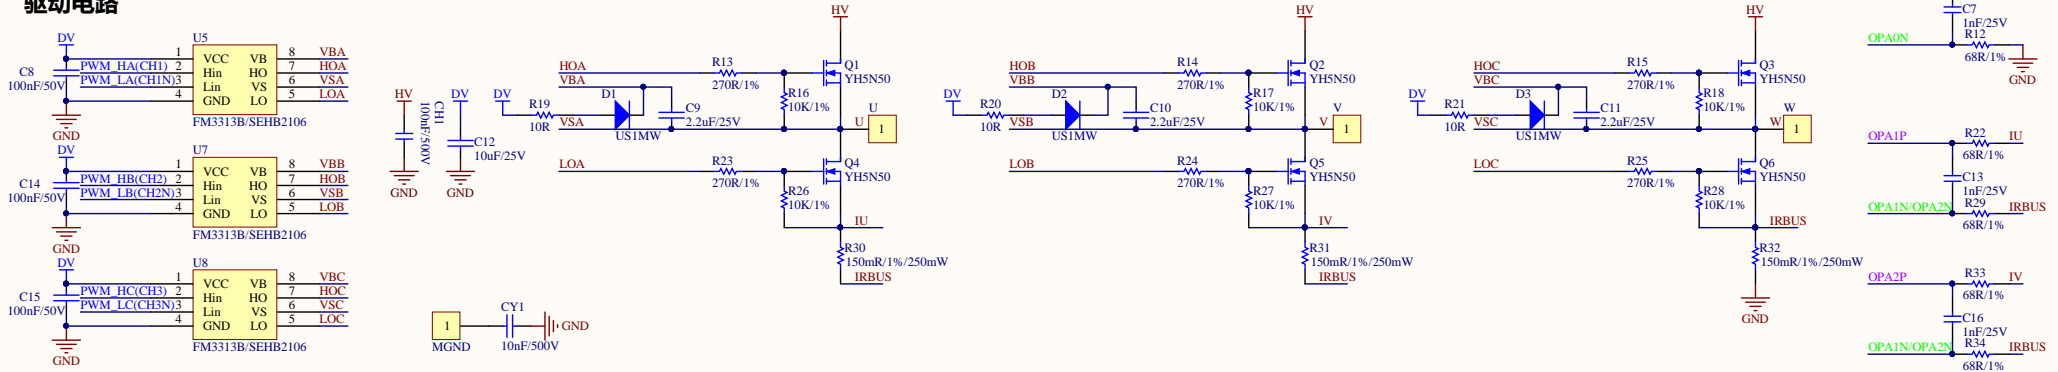 驱动电路
DV
C8
100nF/50V
PWM_HA(CH1)
PWM_LA(CH1N)
GND
U5
1 VCC VB 8 VBA
2 Hin HO 7 HOA
3 Lin VS 6 VSA
4 GND LO 5 LOA
FM3313B/SEHB2106
DV
C14
100nF/50V
PWM_HB(CH2)
PWM_LB(CH2N)
GND
U7
1 VCC VB 8 VBB
2 Hin HO 7 HOB
3 Lin VS 6 VSB
4 GND LO 5 LOB
FM3313B/SEHB2106
DV
C15
100nF/50V
PWM_HC(CH3)
PWM_LC(CH3N)
GND
U8
1 VCC VB 8 VBC
2 Hin HO 7 HOC
3 Lin VS 6 VSC
4 GND LO 5 LOC
FM3313B/SEHB2106
HV
CH1
100nF/500V
GND
DV
C12
10uF/25V
GND
1
MGND
CY1
10nF/500V
GND
HV
HOA
R13
270R/1%
Q1
YH5N50
VBA
D1
US1MW
DV
R19
10R
VSA
C9
2.2uF/25V
R16
10K/1%
U
U
1
LOA
R23
270R/1%
Q4
YH5N50
R26
10K/1%
IU
R30
150mR/1%/250mW
IRBUS
HV
HOB
R14
270R/1%
Q2
YH5N50
VBB
D2
US1MW
DV
R20
10R
VSB
C10
2.2uF/25V
R17
10K/1%
V
V
1
LOB
R24
270R/1%
Q5
YH5N50
R27
10K/1%
IV
R31
150mR/1%/250mW
IRBUS
HV
HOC
R15
270R/1%
Q3
YH5N50
VBC
D3
US1MW
DV
R21
10R
VSC
C11
2.2uF/25V
R18
10K/1%
W
W
1
LOC
R25
270R/1%
Q6
YH5N50
R28
10K/1%
IRBUS
R32
150mR/1%/250mW
GND
C7
1nF/25V
OPA0N
R12
68R/1%
GND
OPA1P
R22
68R/1%
IU
C13
1nF/25V
OPA1N/OPA2N
R29
68R/1%
IRBUS
OPA2P
R33
68R/1%
IV
C16
1nF/25V
OPA1N/OPA2N
R34
68R/1%
IRBUS